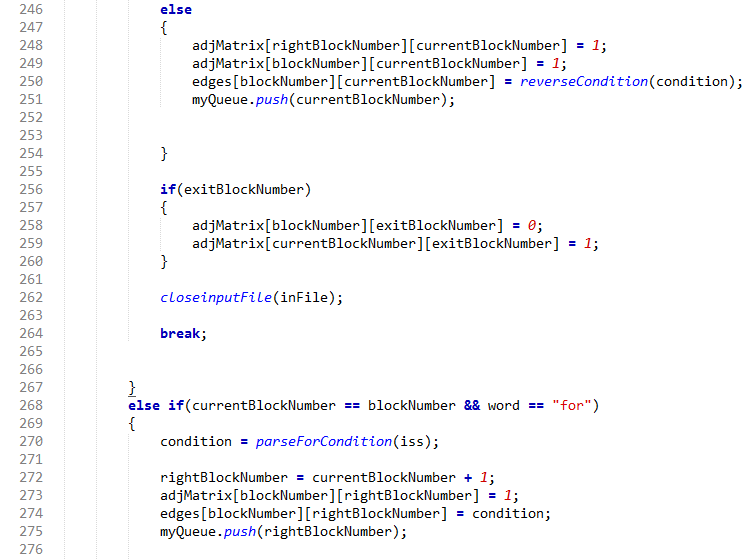 246 else
247 {
248 adjMatrix[rightBlockNumber][currentBlockNumber] = 1;
249 adjMatrix[blockNumber][currentBlockNumber] = 1;
250 edges[blockNumber][currentBlockNumber] = reverseCondition(condition);
251 myQueue.push(currentBlockNumber);
252
253
254 }
255
256 if(exitBlockNumber)
257 {
258 adjMatrix[blockNumber][exitBlockNumber] = 0;
259 adjMatrix[currentBlockNumber][exitBlockNumber] = 1;
260 }
261
262 closeinputFile(inFile);
263
264 break;
265
266
267 }
268 else if(currentBlockNumber == blockNumber && word == "for")
269 {
270 condition = parseForCondition(iss);
271
272 rightBlockNumber = currentBlockNumber + 1;
273 adjMatrix[blockNumber][rightBlockNumber] = 1;
274 edges[blockNumber][rightBlockNumber] = condition;
275 myQueue.push(rightBlockNumber);
276